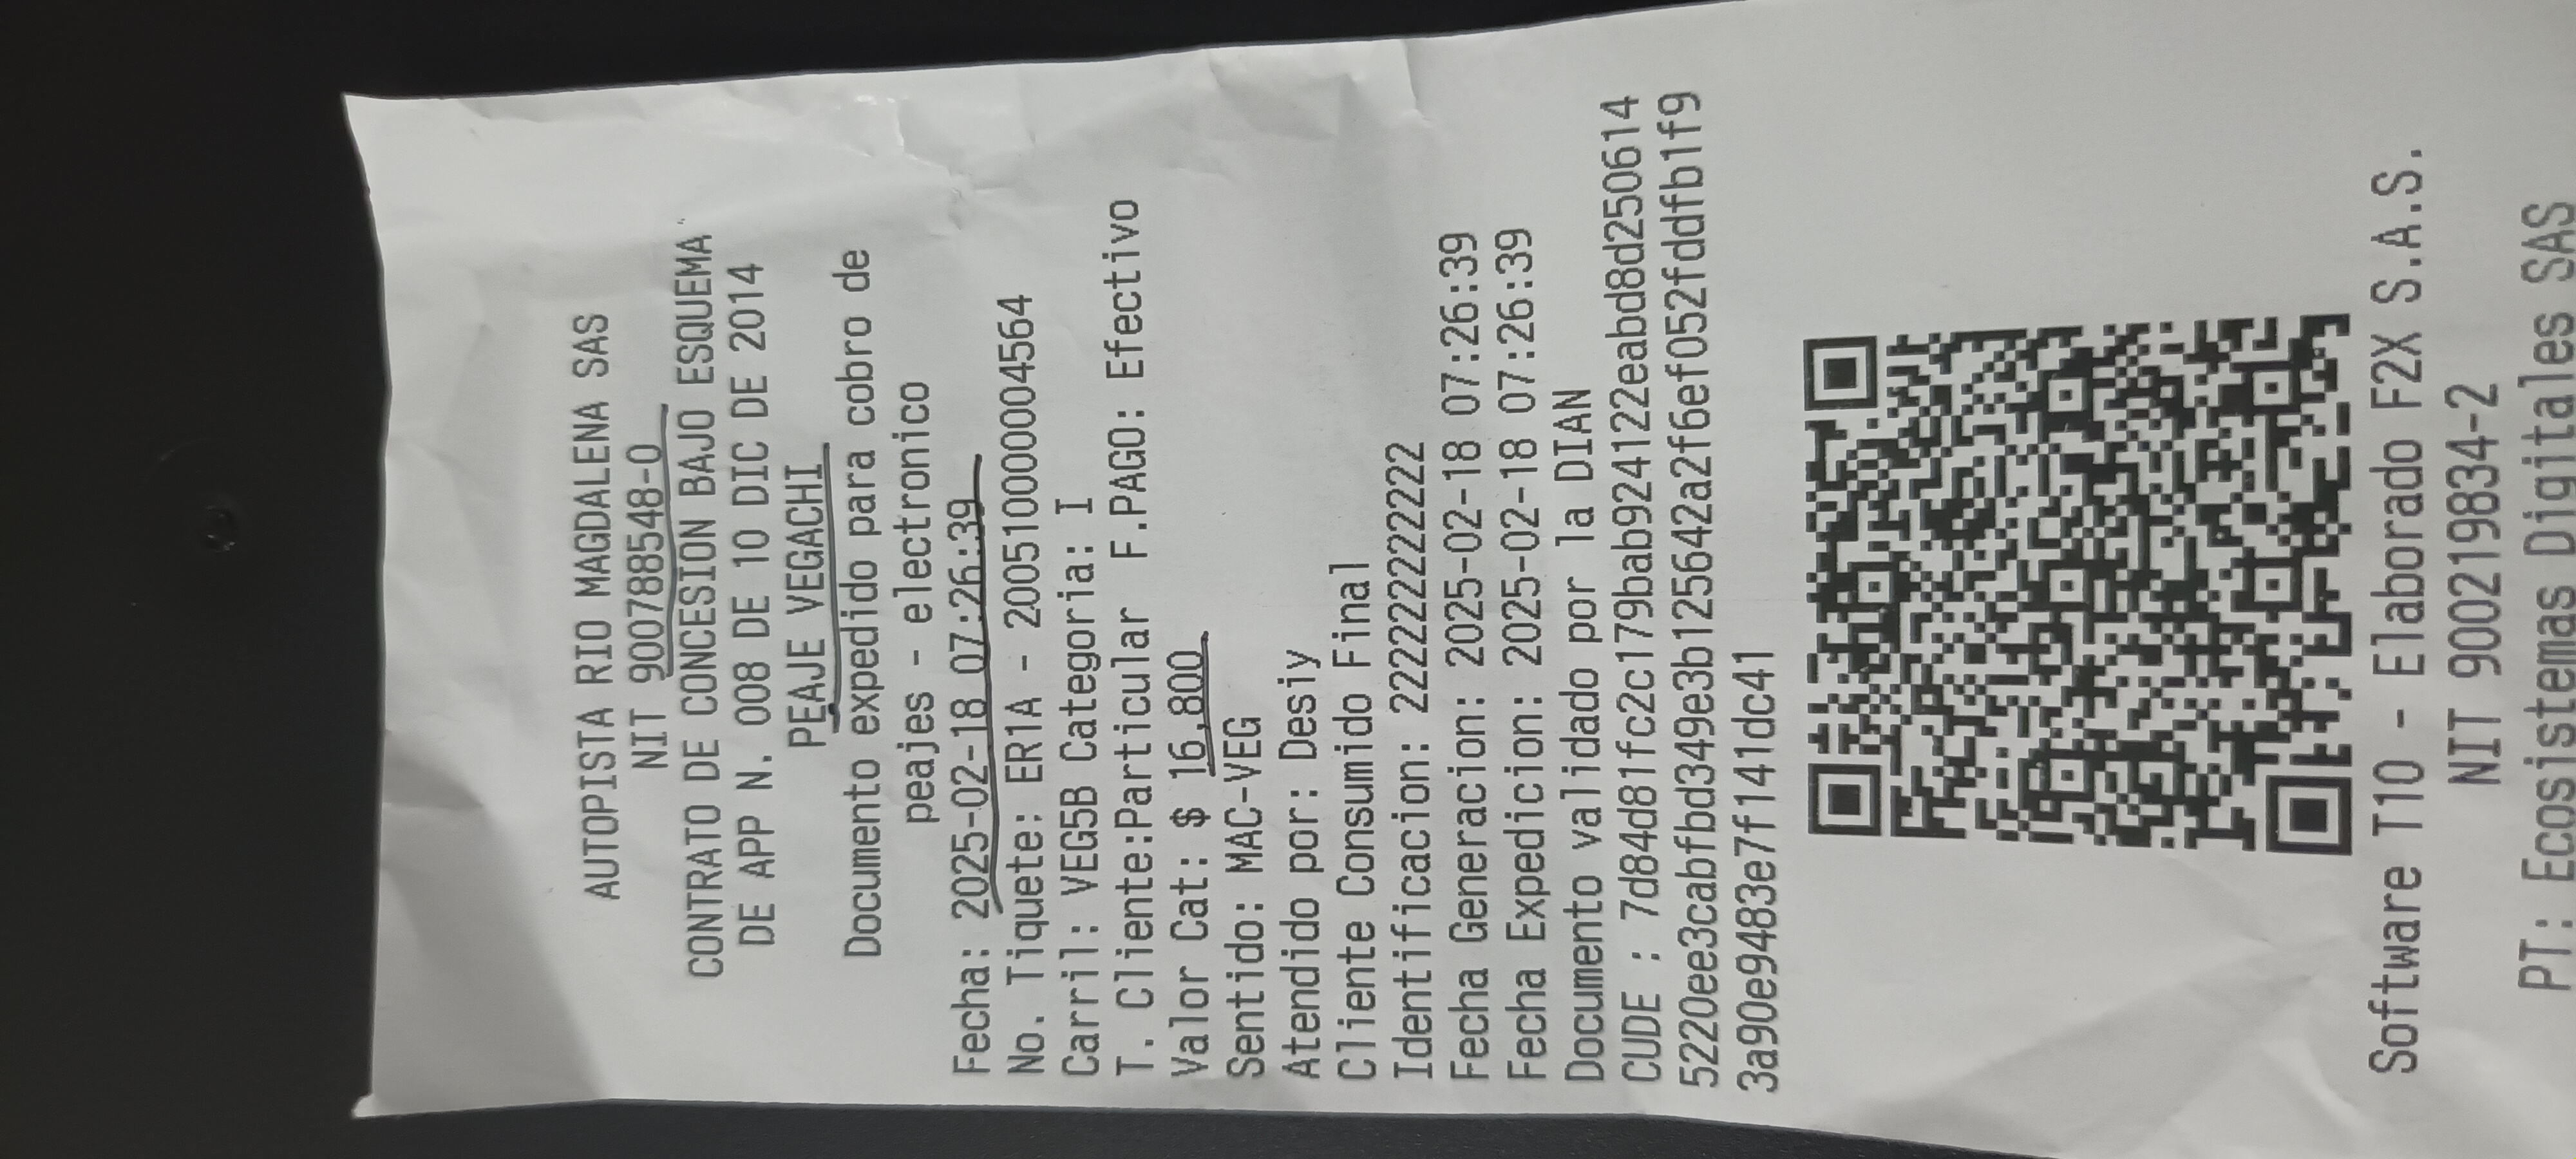 AUTOPISTA RIO MAGDALENA SAS
NIT 900788548-0
CONTRATO DE CONCESION BAJO ESQUEMA
DE APP N. 008 DE 10 DIC DE 2014
PEAJE VEGACHI
Documento expedido para cobro de
peajes - electronico
Fecha: 2025-02-18 07:26:39
No. Tiquete: ER1A - 2005100000004564
Carril: VEG5B Categoria: I
T. Cliente:Particular F.PAGO: Efectivo
Valor Cat: $ 16,800
Sentido: MAC-VEG
Atendido por: Desiy
Cliente Consumido Final
Identificacion: 222222222222
Fecha Generacion: 2025-02-18 07:26:39
Fecha Expedicion: 2025-02-18 07:26:39
Documento validado por la DIAN
CUDE : 7d84d81fc2c179bab924122eabd8d250614
5220ee3cabfbd349e3b125642a2f6ef052fddfb1f9
3a90e9483e7f141dc41
Software T10 - Elaborado F2X S.A.S.
NIT 900219834-2
PT: Ecosistemas Digitales SAS